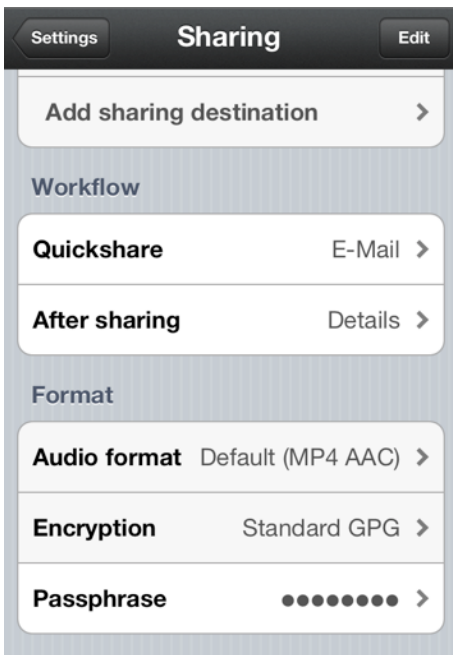 Settings
Sharing
Edit
Add sharing destination
Workflow
Quickshare E-Mail
After sharing Details
Format
Audio format Default (MP4 AAC)
Encryption Standard GPG
Passphrase ●●●●●●●●